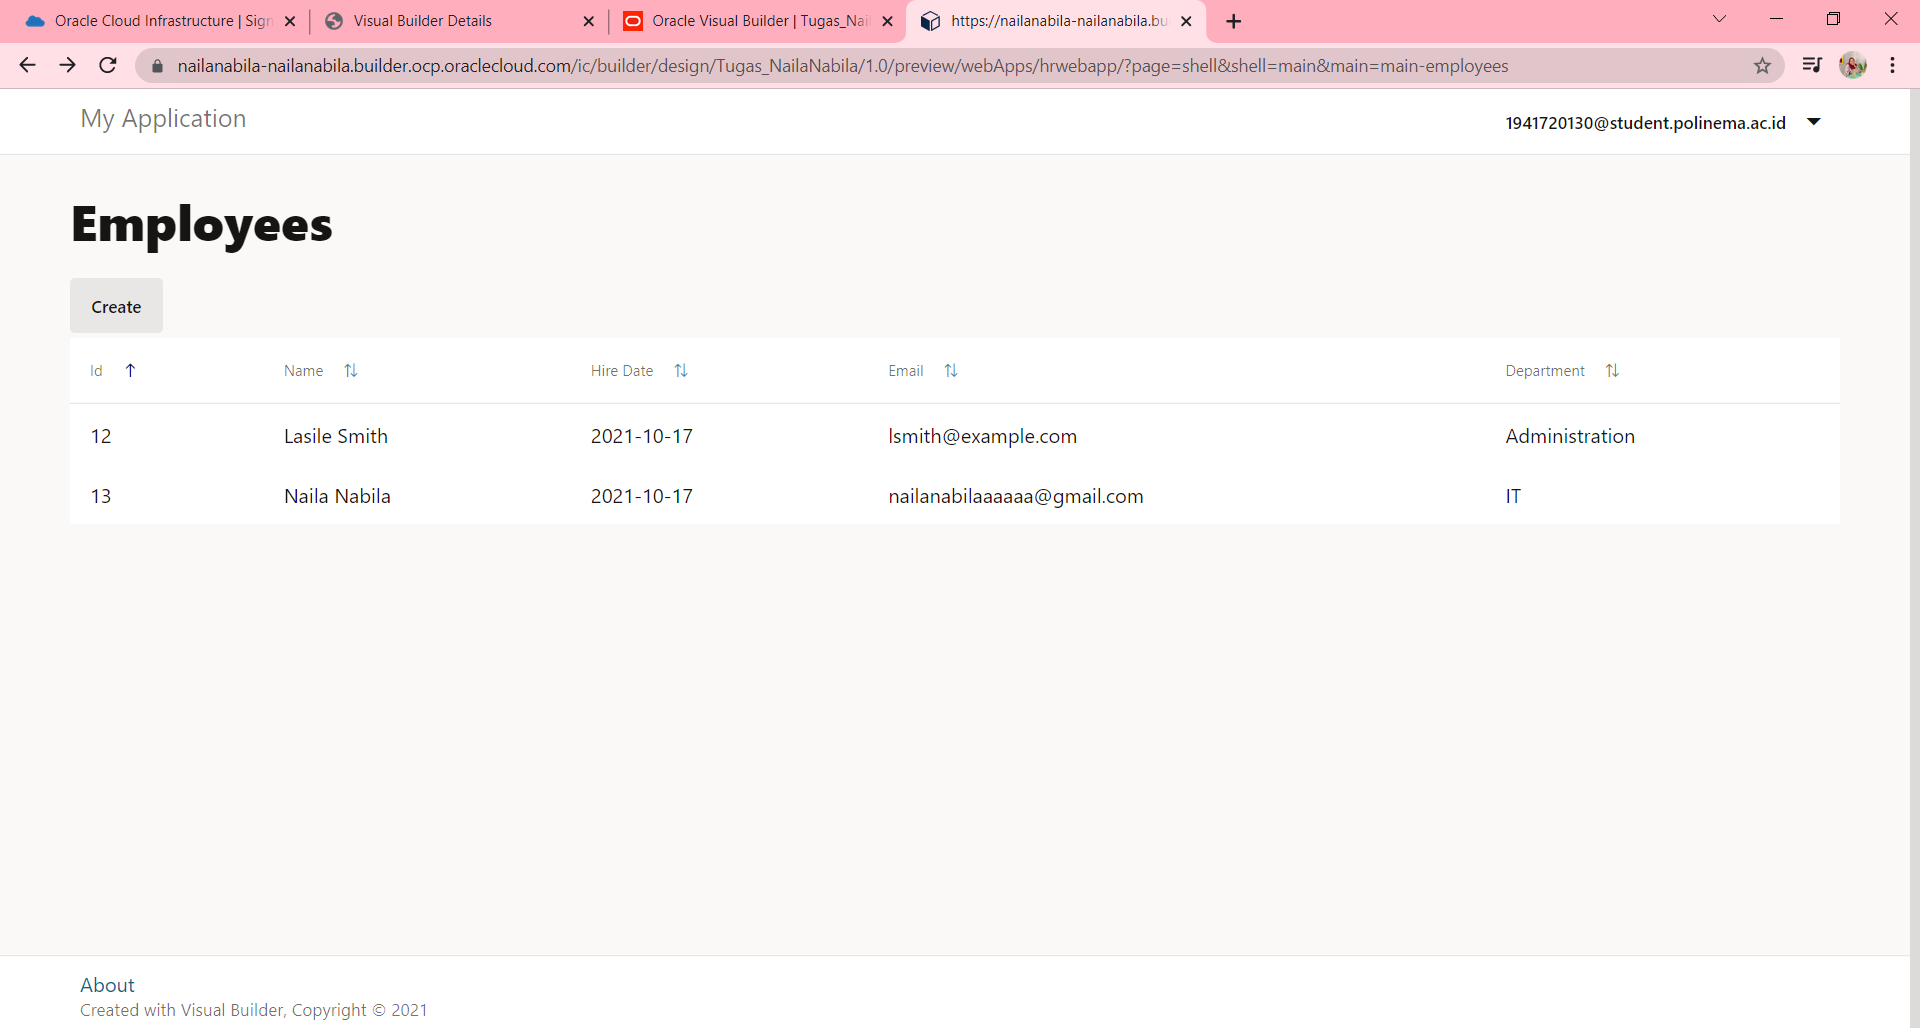 Oracle Cloud Infrastructure | Sign
Visual Builder Details
Oracle Visual Builder | Tugas_Nail
https://nailanabila-nailanabila.bu
nailanabila-nailanabila.builder.ocp.oraclecloud.com/ic/builder/design/Tugas_NailaNabila/1.0/preview/webApps/hrwebapp/?page=shell&shell=main&main=main-employees
My Application
1941720130@student.polinema.ac.id
Employees
Create
Id Name Hire Date Email Department
12 Lasile Smith 2021-10-17 lsmith@example.com Administration
13 Naila Nabila 2021-10-17 nailanabilaaaaaa@gmail.com IT
About
Created with Visual Builder, Copyright © 2021